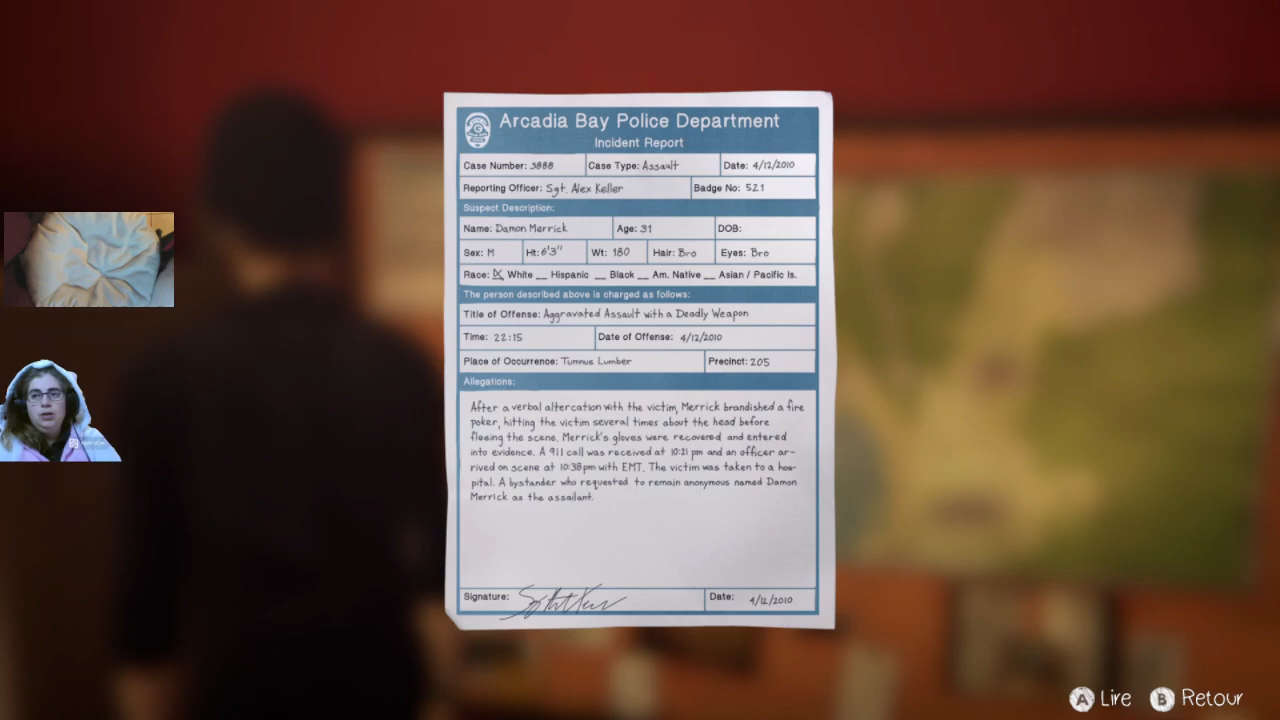 Arcadia Bay Police Department
Incident Report
Case Number: 3888 Case Type: Assault Date: 4/12/2010
Reporting Officer: Sgt. Alex Keller Badge No: 521
Suspect Description:
Name: Damon Merrick Age: 31 DOB:
Sex: M Ht: 6'3" Wt: 180 Hair: Bro Eyes: Bro
Race: X White __ Hispanic __ Black __ Am. Native __ Asian / Pacific Is.
The person described above is charged as follows:
Title of Offense: Aggravated Assault with a Deadly Weapon
Time: 22:15 Date of Offense: 4/12/2010
Place of Occurrence: Tumnus Lumber Precinct: 205
Allegations:
After a verbal altercation with the victim, Merrick brandished a fire
poker, hitting the victim several times about the head before
fleeing the scene. Merrick's gloves were recovered and entered
into evidence. A 911 call was received at 10:21 pm and an officer ar-
rived on scene at 10:38pm with EMT. The victim was taken to a hos-
pital. A bystander who requested to remain anonymous named Damon
Merrick as the assailant.
Signature: Date: 4/12/2010
A Lire B Retour